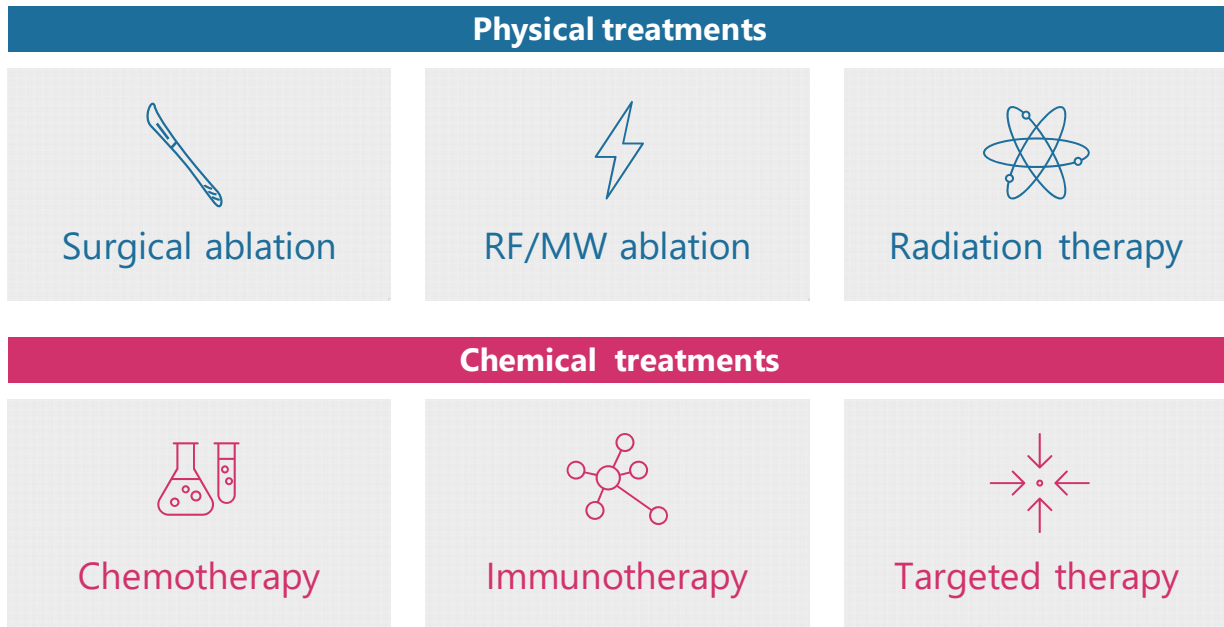 Physical treatments
Surgical ablation
RF/MW ablation
Radiation therapy
Chemical treatments
Chemotherapy
Immunotherapy
Targeted therapy